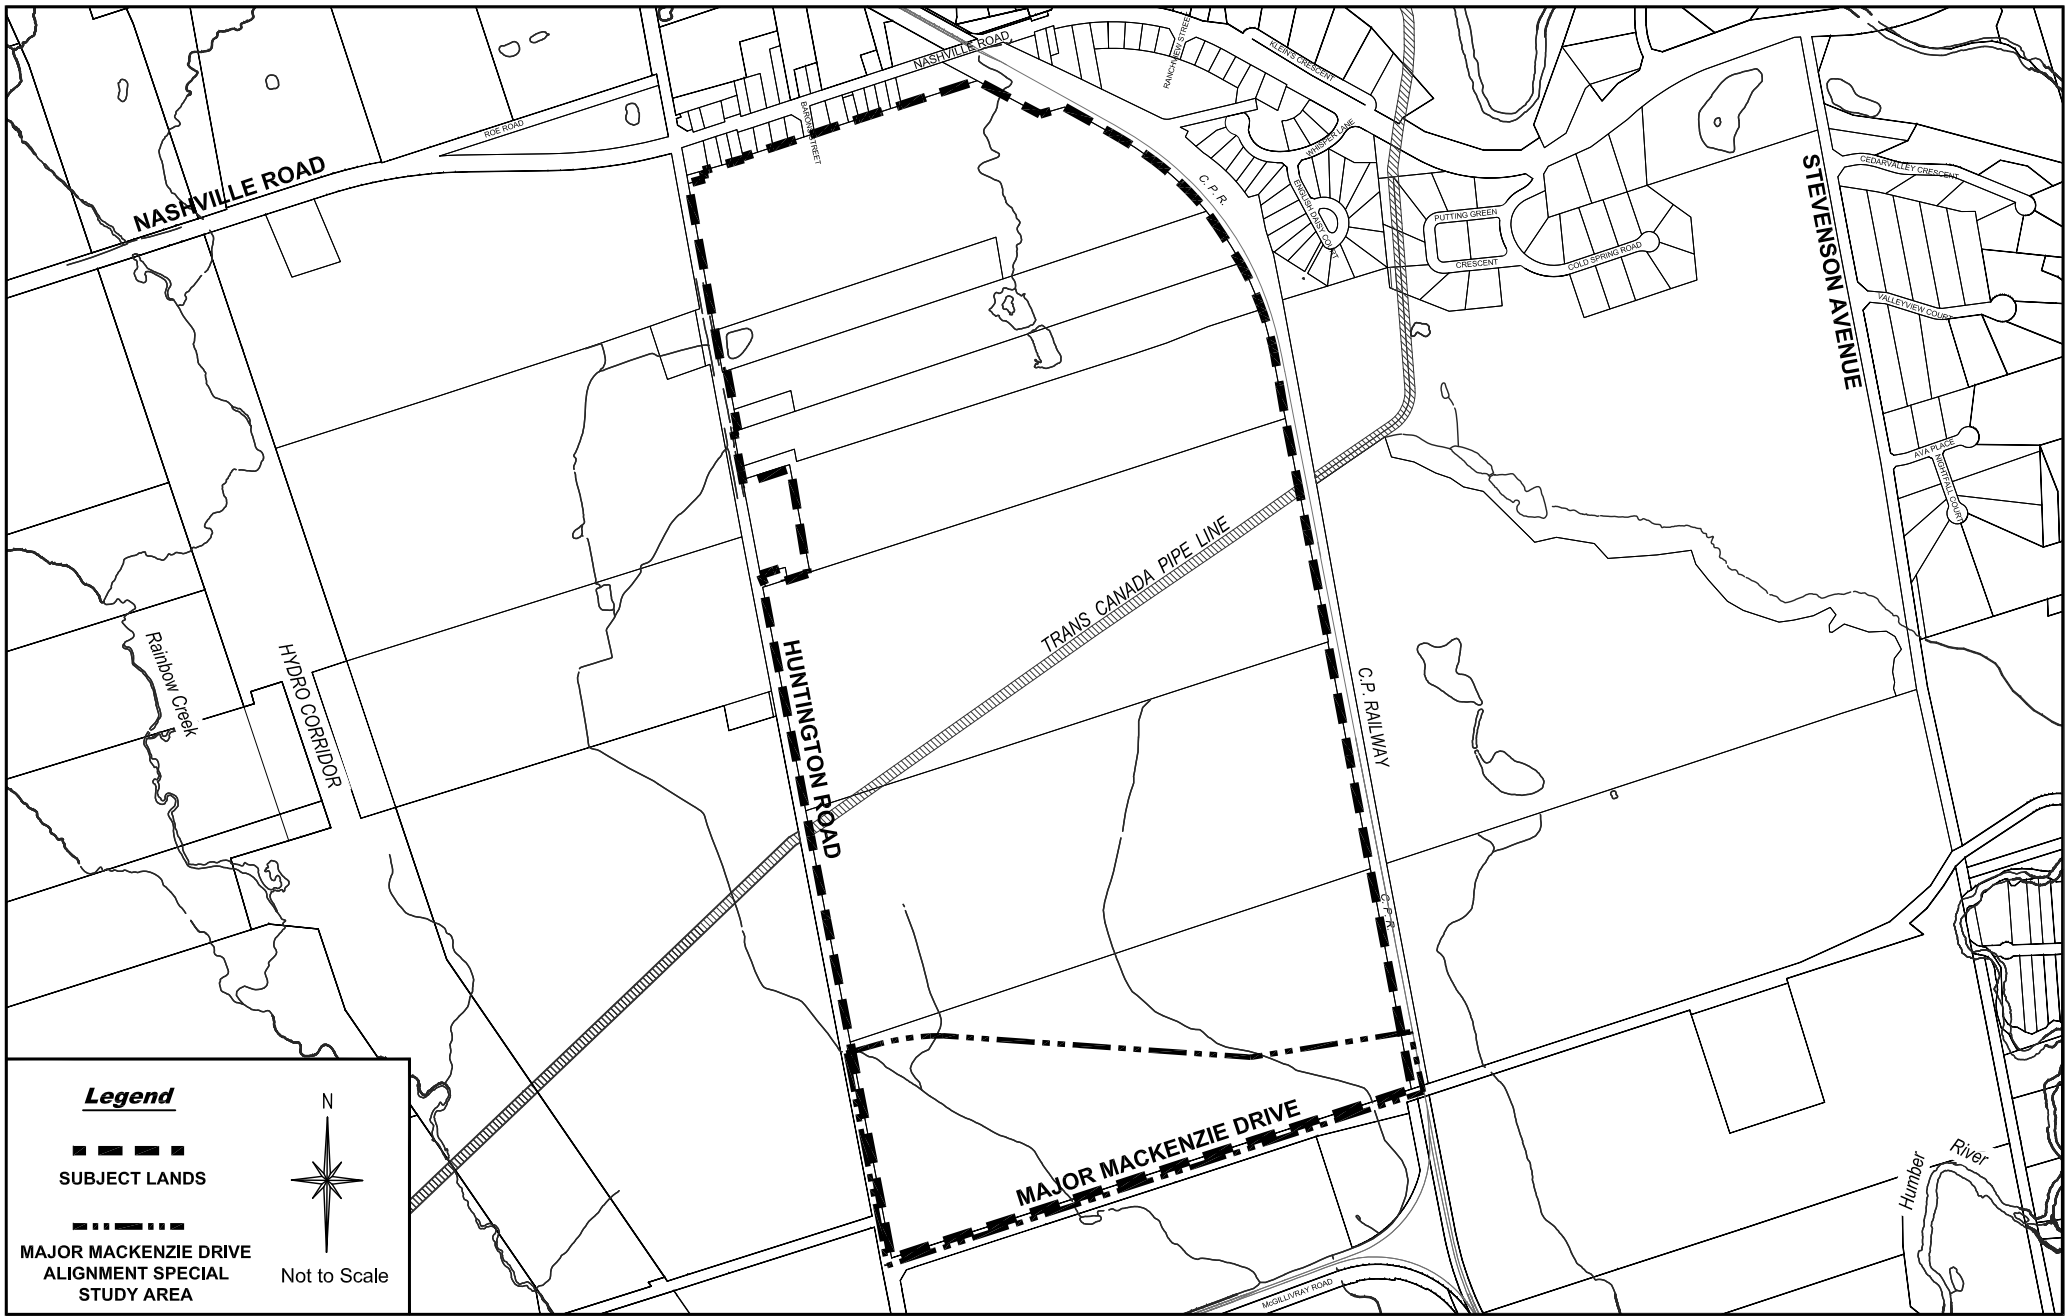 NASHVILLE ROAD
RANCHVIEW STREET
KLEIN'S CRESCENT
ROE ROAD
BARONS STREET
WHISPER LANE
NASHVILLE ROAD
C. P. R.
ENGLISH DAISY COURT
PUTTING GREEN
CRESCENT
COLD SPRING ROAD
STEVENSON AVENUE
CEDARVALLEY CRESCENT
VALLEYVIEW COURT
AVA PLACE
NIGHTFALL COURT
TRANS CANADA PIPE LINE
Rainbow Creek
HYDRO CORRIDOR
HUNTINGTON ROAD
C.P. RAILWAY
C. P. R.
MAJOR MACKENZIE DRIVE
McGILLIVRAY ROAD
Humber
River
Legend
N
SUBJECT LANDS
MAJOR MACKENZIE DRIVE
ALIGNMENT SPECIAL
STUDY AREA
Not to Scale